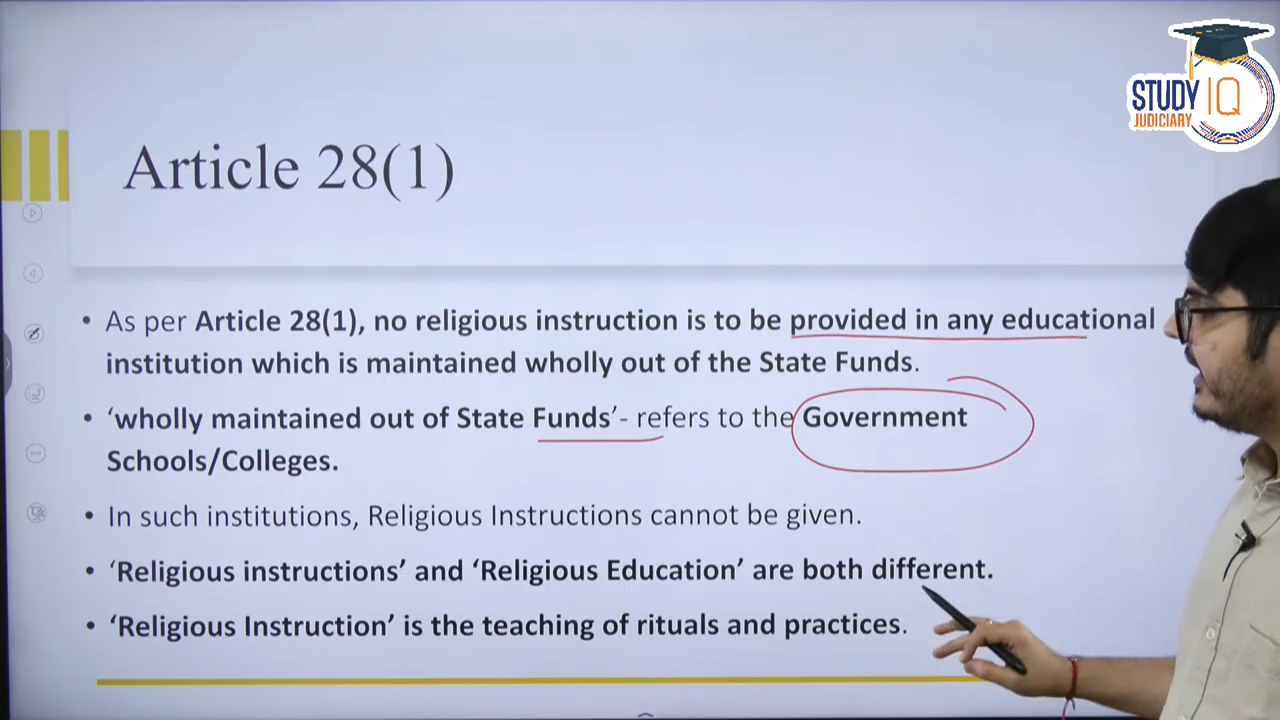 STUDY IQ
JUDICIARY
Article 28(1)
• As per Article 28(1), no religious instruction is to be provided in any educational
institution which is maintained wholly out of the State Funds.
• ‘wholly maintained out of State Funds’- refers to the Government
Schools/Colleges.
• In such institutions, Religious Instructions cannot be given.
• ‘Religious instructions’ and ‘Religious Education’ are both different.
• ‘Religious Instruction’ is the teaching of rituals and practices.